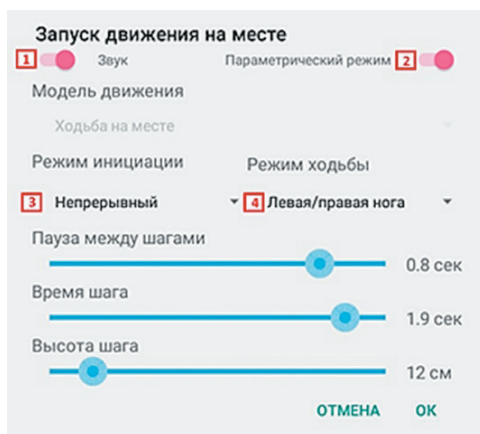 Запуск движения на месте
1 Звук Параметрический режим 2
Модель движения
Ходьба на месте
Режим инициации Режим ходьбы
3 Непрерывный 4 Левая/правая нога
Пауза между шагами
0.8 сек
Время шага
1.9 сек
Высота шага
12 см
ОТМЕНА ОК